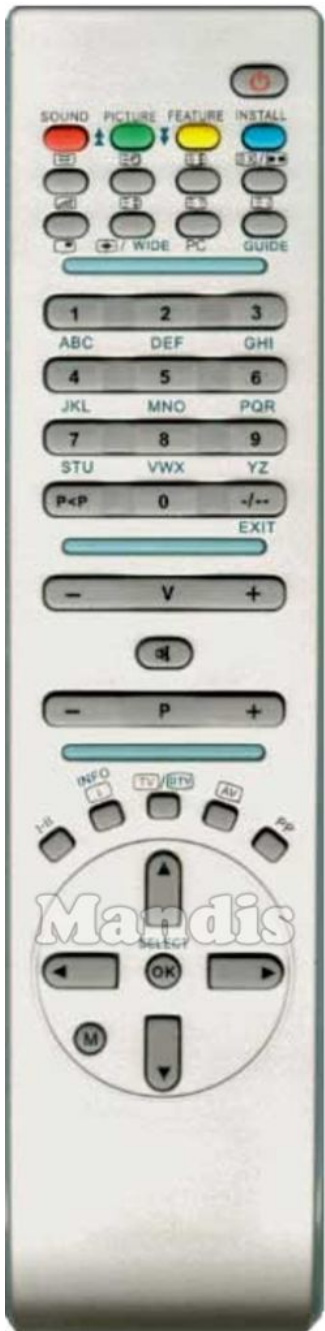 SOUND PICTURE FEATURE INSTALL
WIDE PC GUIDE
1 2 3
ABC DEF GHI
4 5 6
JKL MNO PQR
7 8 9
STU VWX YZ
P<P 0 -/--
EXIT
- V +
- P +
INFO
i TV/DTV AV
I-II PP
Mandis
SELECT
OK
M